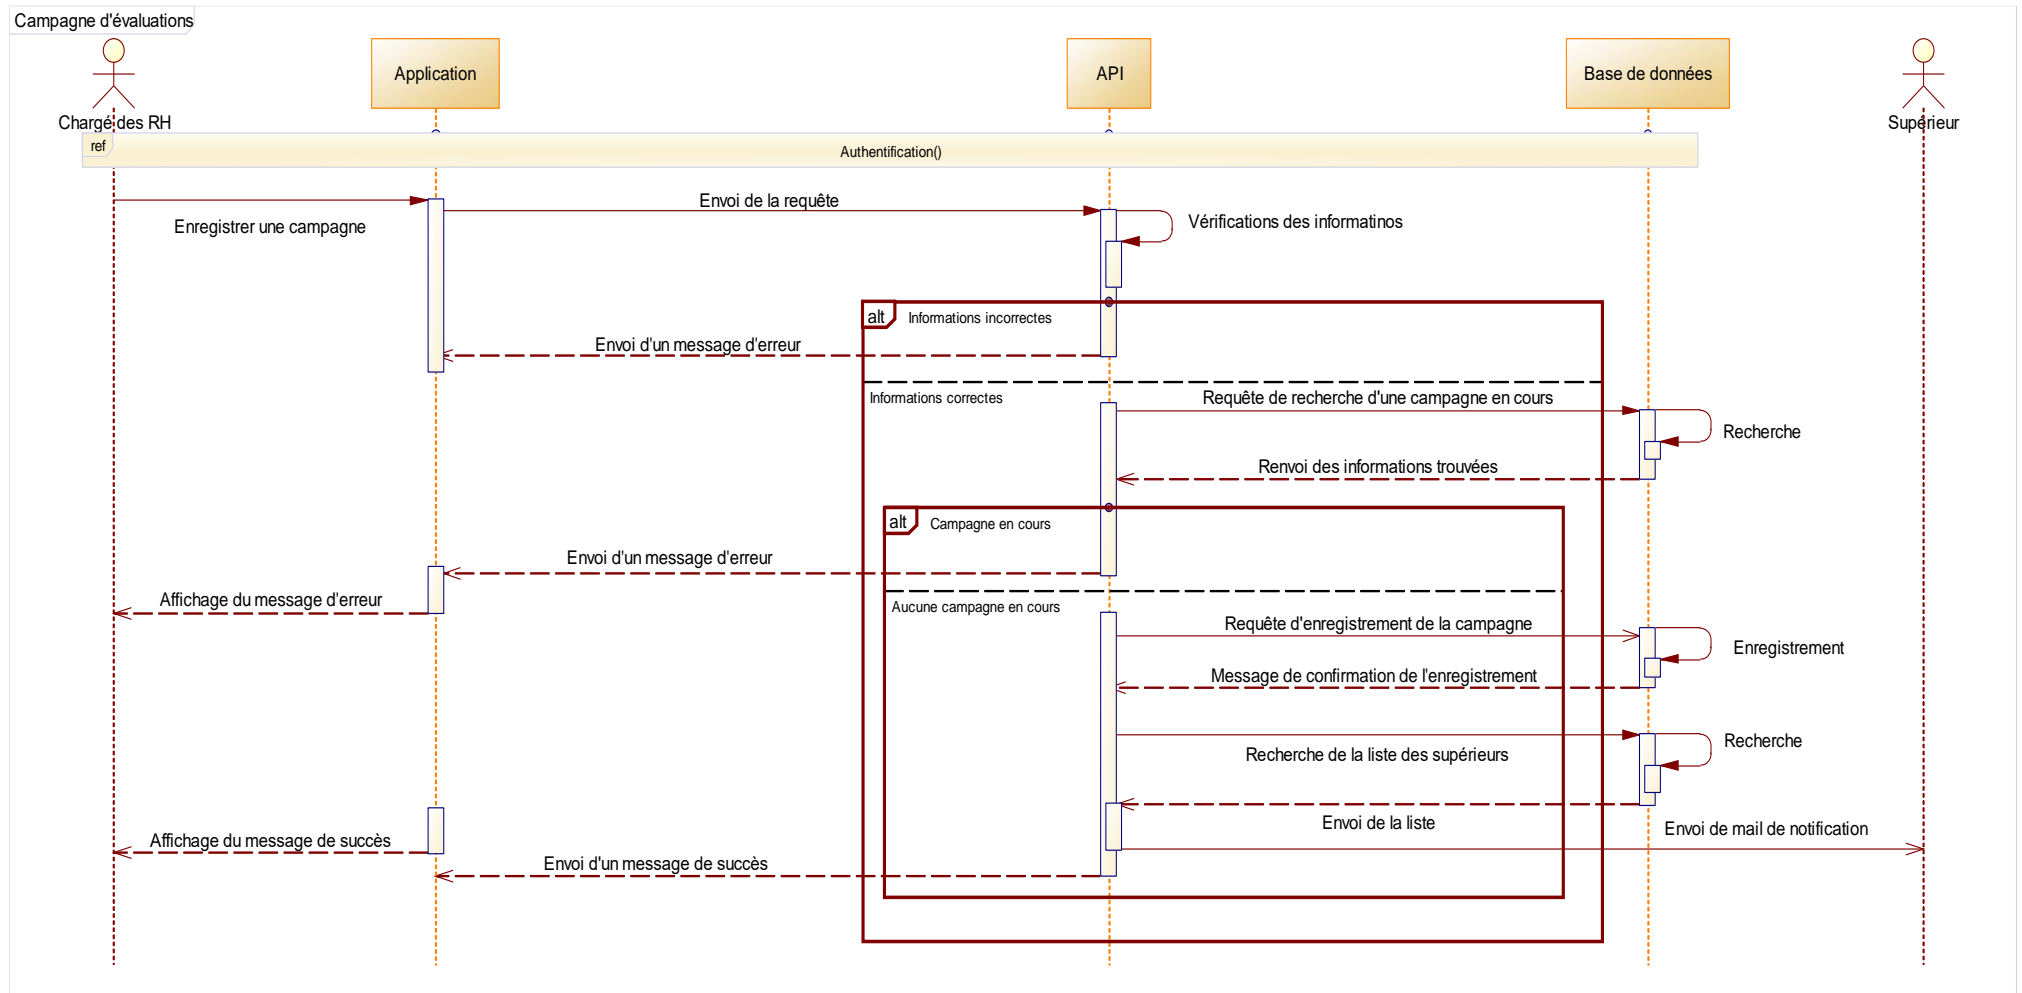 Campagne d'évaluations
Application
API
Base de données
Chargé des RH
Supérieur
ref
Authentification()
Envoi de la requête
Enregistrer une campagne
Vérifications des informatinos
alt
Informations incorrectes
Envoi d'un message d'erreur
Informations correctes
Requête de recherche d'une campagne en cours
Recherche
Renvoi des informations trouvées
alt
Campagne en cours
Envoi d'un message d'erreur
Affichage du message d'erreur
Aucune campagne en cours
Requête d'enregistrement de la campagne
Enregistrement
Message de confirmation de l'enregistrement
Recherche
Recherche de la liste des supérieurs
Envoi de la liste
Envoi de mail de notification
Affichage du message de succès
Envoi d'un message de succès